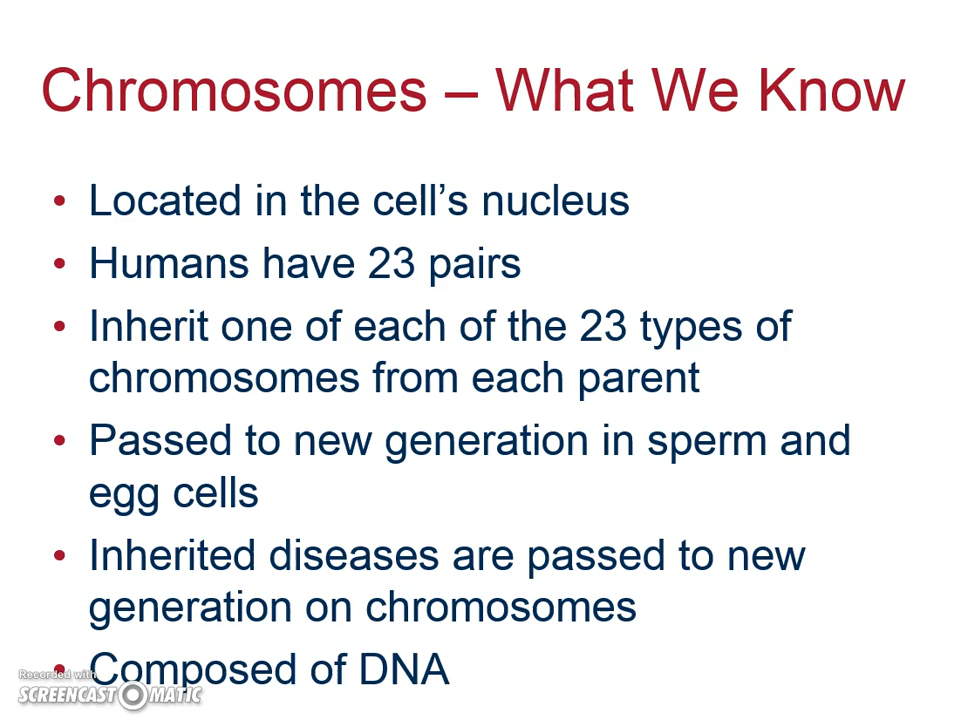 Chromosomes – What We Know
• Located in the cell’s nucleus
• Humans have 23 pairs
• Inherit one of each of the 23 types of
chromosomes from each parent
• Passed to new generation in sperm and
egg cells
• Inherited diseases are passed to new
generation on chromosomes
• Composed of DNA
Recorded with
SCREENCAST-O-MATIC